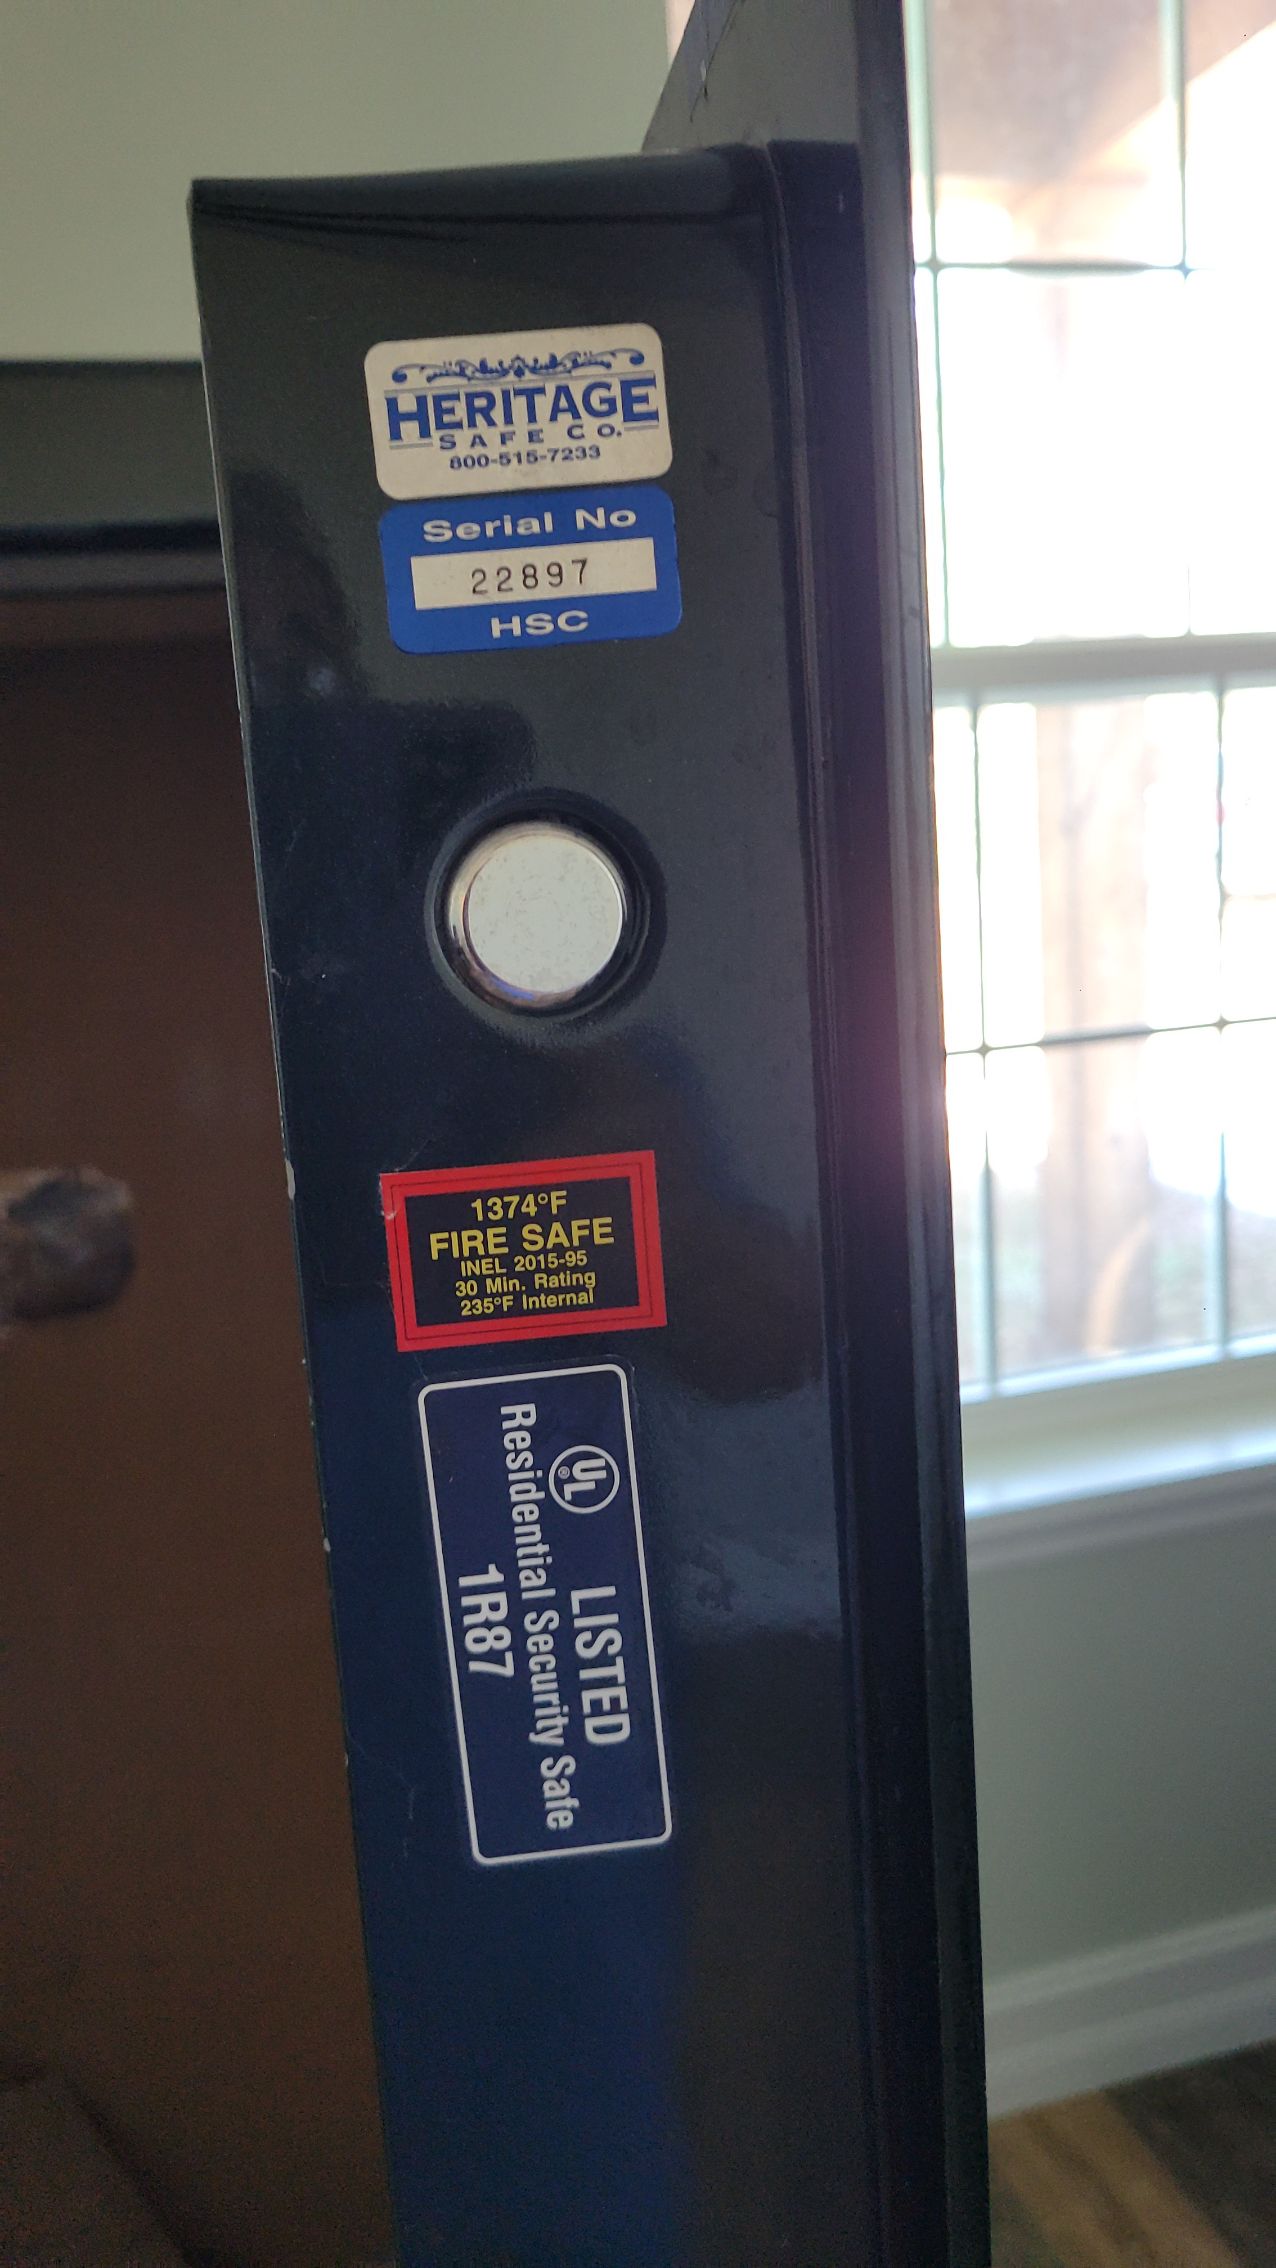 HERITAGE
SAFE CO.
800-515-7233
Serial No
22897
HSC
1374°F
FIRE SAFE
INEL 2015-95
30 Min. Rating
235°F Internal
UL® LISTED
Residential Security Safe
1R87